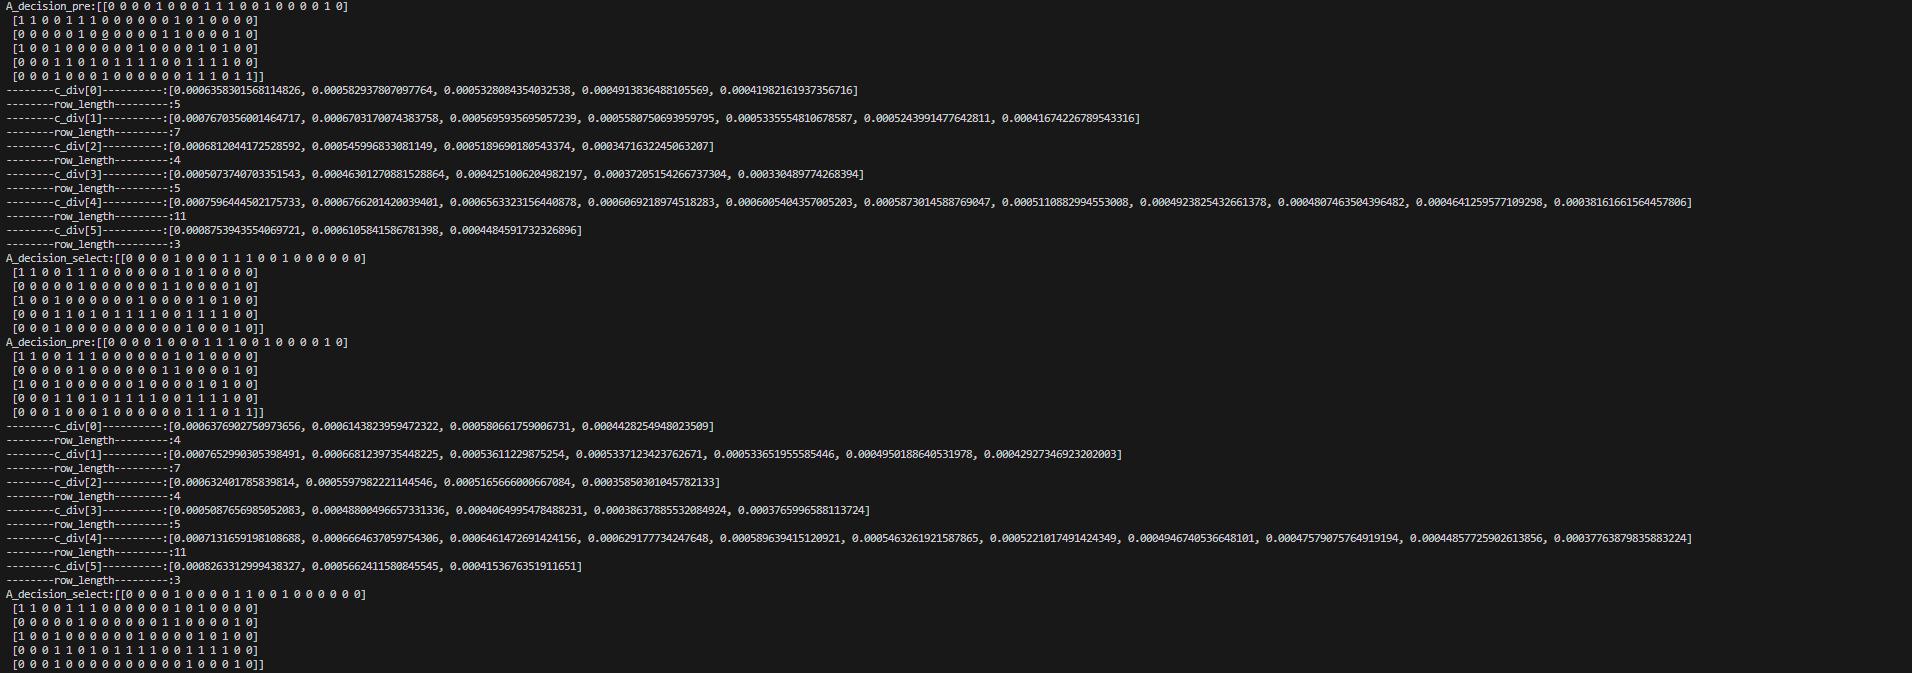 A_decision_pre:[[0 0 0 0 1 0 0 0 1 1 1 0 0 1 0 0 0 0 1 0]
[1 1 0 0 1 1 1 0 0 0 0 0 0 1 0 1 0 0 0 0]
[0 0 0 0 0 1 0 0 0 0 0 0 1 1 0 0 0 0 1 0]
[1 0 0 1 0 0 0 0 0 0 1 0 0 0 0 1 0 1 0 0]
[0 0 0 1 1 0 1 0 1 1 1 1 0 0 1 1 1 1 0 0]
[0 0 0 1 0 0 0 1 0 0 0 0 0 0 1 1 1 0 1 1]]
--------c_div[0]----------:[0.0006358301568114826, 0.000582937807097764, 0.0005328084354032538, 0.0004913836488105569, 0.00041982161937356716]
--------row_length---------:5
--------c_div[1]----------:[0.0007670356001464717, 0.0006703170074383758, 0.0005695935695057239, 0.0005580750693959795, 0.0005335554810678587, 0.0005243991477642811, 0.00041674226789543316]
--------row_length---------:7
--------c_div[2]----------:[0.0006812044172528592, 0.000545996833081149, 0.0005189690180543374, 0.0003471632245063207]
--------row_length---------:4
--------c_div[3]----------:[0.0005073740703351543, 0.00046301270881528864, 0.0004251006204982197, 0.00037205154266737304, 0.000330489774268394]
--------row_length---------:5
--------c_div[4]----------:[0.0007596444502175733, 0.0006766201420039401, 0.0006563323156440878, 0.0006069218974518283, 0.0006005404357005203, 0.0005873014588769047, 0.0005110882994553008, 0.0004923825432661378, 0.0004807463504396482, 0.0004641259577109298, 0.00038161661564457806]
--------row_length---------:11
--------c_div[5]----------:[0.0008753943554069721, 0.0006105841586781398, 0.0004484591732326896]
--------row_length---------:3
A_decision_select:[[0 0 0 0 1 0 0 0 1 1 1 0 0 1 0 0 0 0 0 0]
[1 1 0 0 1 1 1 0 0 0 0 0 0 1 0 1 0 0 0 0]
[0 0 0 0 0 1 0 0 0 0 0 0 1 1 0 0 0 0 1 0]
[1 0 0 1 0 0 0 0 0 0 1 0 0 0 0 1 0 1 0 0]
[0 0 0 1 1 0 1 0 1 1 1 1 0 0 1 1 1 1 0 0]
[0 0 0 1 0 0 0 0 0 0 0 0 0 0 1 0 0 0 1 0]]
A_decision_pre:[[0 0 0 0 1 0 0 0 1 1 1 0 0 1 0 0 0 0 1 0]
[1 1 0 0 1 1 1 0 0 0 0 0 0 1 0 1 0 0 0 0]
[0 0 0 0 0 1 0 0 0 0 0 0 1 1 0 0 0 0 1 0]
[1 0 0 1 0 0 0 0 0 0 1 0 0 0 0 1 0 1 0 0]
[0 0 0 1 1 0 1 0 1 1 1 1 0 0 1 1 1 1 0 0]
[0 0 0 1 0 0 0 1 0 0 0 0 0 0 1 1 1 0 1 1]]
--------c_div[0]----------:[0.0006376902750973656, 0.0006143823959472322, 0.000580661759006731, 0.0004428254948023509]
--------row_length---------:4
--------c_div[1]----------:[0.0007652990305398491, 0.0006681239735448225, 0.00053611229875254, 0.0005337123423762671, 0.000533651955585446, 0.0004950188640531978, 0.00042927346923202003]
--------row_length---------:7
--------c_div[2]----------:[0.000632401785839814, 0.0005597982221144546, 0.0005165666000667084, 0.00035850301045782133]
--------row_length---------:4
--------c_div[3]----------:[0.0005087656985052083, 0.00048800496657331336, 0.0004064995478488231, 0.00038637885532084924, 0.0003765996588113724]
--------row_length---------:5
--------c_div[4]----------:[0.0007131659198108688, 0.0006664637059754306, 0.0006461472691424156, 0.000629177734247648, 0.000589639415120921, 0.0005463261921587865, 0.0005221017491424349, 0.0004946740536648101, 0.00047579075764919194, 0.00044857725902613856, 0.00037763879835883224]
--------row_length---------:11
--------c_div[5]----------:[0.0008263312999438327, 0.0005662411580845545, 0.0004153676351911651]
--------row_length---------:3
A_decision_select:[[0 0 0 0 1 0 0 0 0 1 1 0 0 1 0 0 0 0 0 0]
[1 1 0 0 1 1 1 0 0 0 0 0 0 1 0 1 0 0 0 0]
[0 0 0 0 0 1 0 0 0 0 0 0 1 1 0 0 0 0 1 0]
[1 0 0 1 0 0 0 0 0 0 1 0 0 0 0 1 0 1 0 0]
[0 0 0 1 1 0 1 0 1 1 1 1 0 0 1 1 1 1 0 0]
[0 0 0 1 0 0 0 0 0 0 0 0 0 0 1 0 0 0 1 0]]